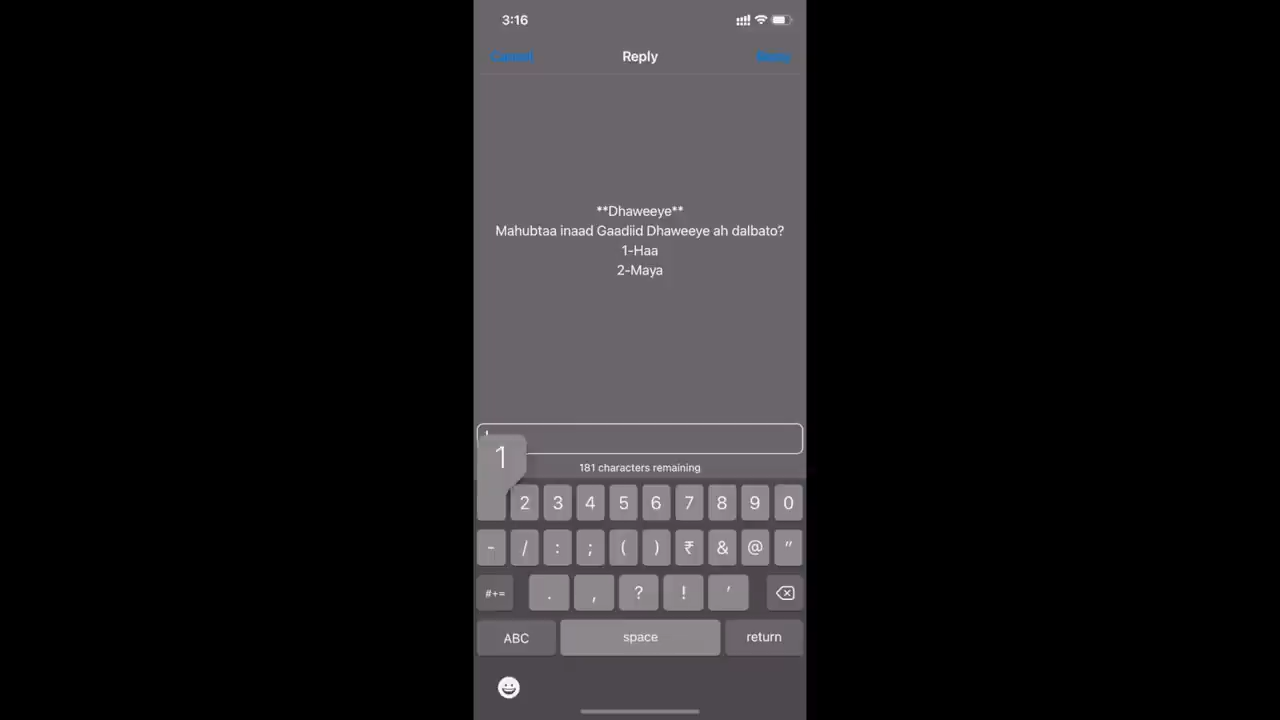 3:16
Cancel Reply
**Dhaweeye**
Mahubtaa inaad Gaadiid Dhaweeye ah dalbato?
1-Haa
2-Maya
1
181 characters remaining
2 3 4 5 6 7 8 9 0
- / : ; ( ) ₹ & @ "
#+= . , ? ! '
ABC space return